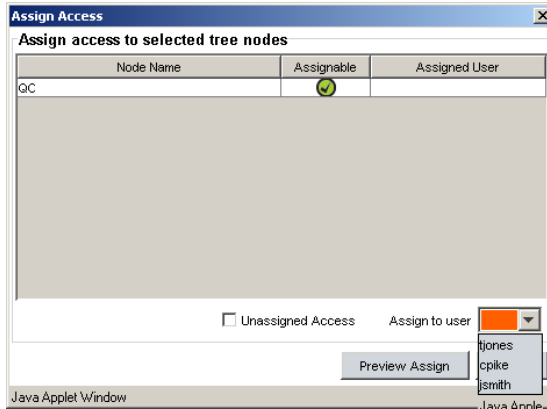 Assign Access
Assign access to selected tree nodes
Node Name Assignable Assigned User
QC
Unassigned Access Assign to user
tjones
Preview Assign cpike
jsmith
Java Applet Window Java Apple